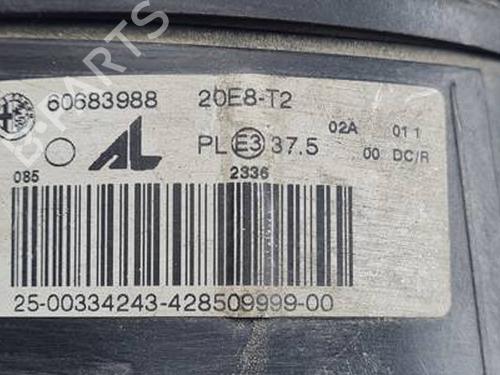 B-PARTS
60683988 20E8-T2
AL PL E3 37.5 02A 01 1
00 DC/R
085 2336
25-00334243-428509999-00